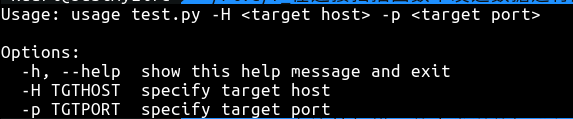 Usage: usage test.py -H <target host> -p <target port>
Options:
-h, --help  show this help message and exit
-H TGTHOST  specify target host
-p TGTPORT  specify target port